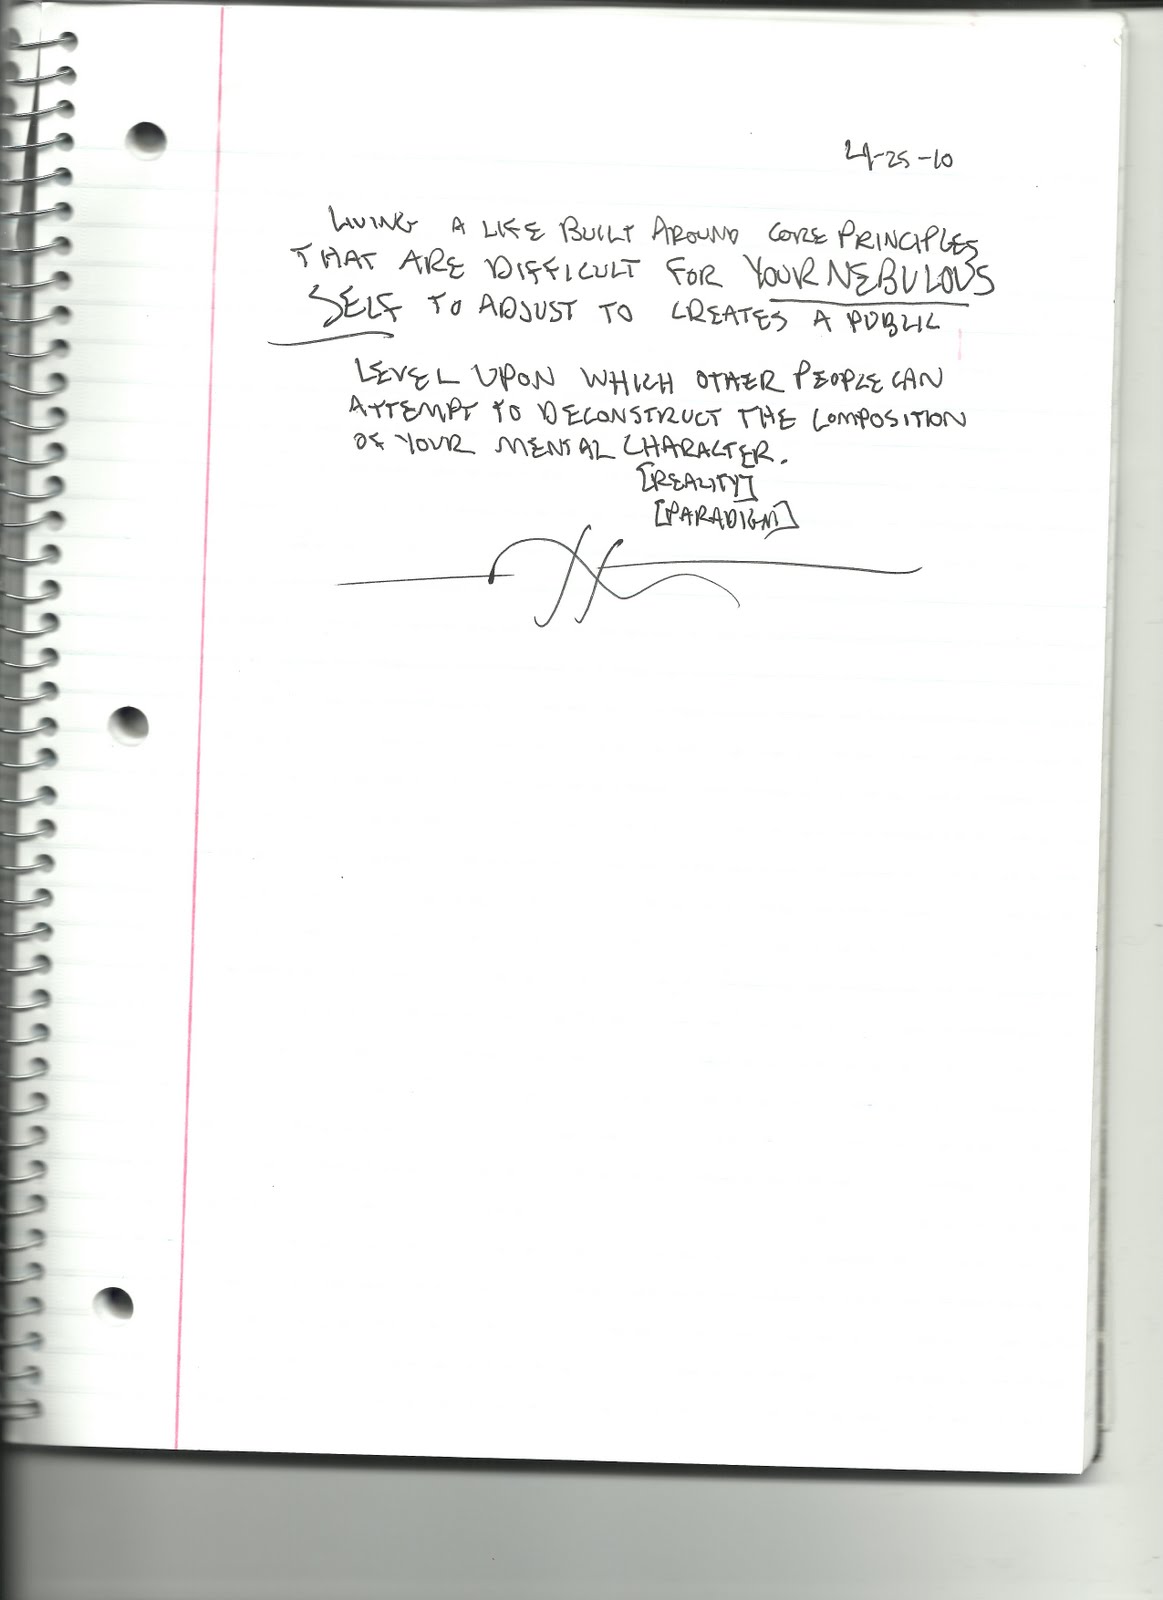 4-25-10
LIVING A LIFE BUILT AROUND CORE PRINCIPLES
THAT ARE DIFFICULT FOR YOUR NEBULOUS
SELF TO ADJUST TO CREATES A PUBLIC
LEVEL UPON WHICH OTHER PEOPLE CAN
ATTEMPT TO DECONSTRUCT THE COMPOSITION
OF YOUR MENTAL CHARACTER.
[REALITY]
[PARADIGM]